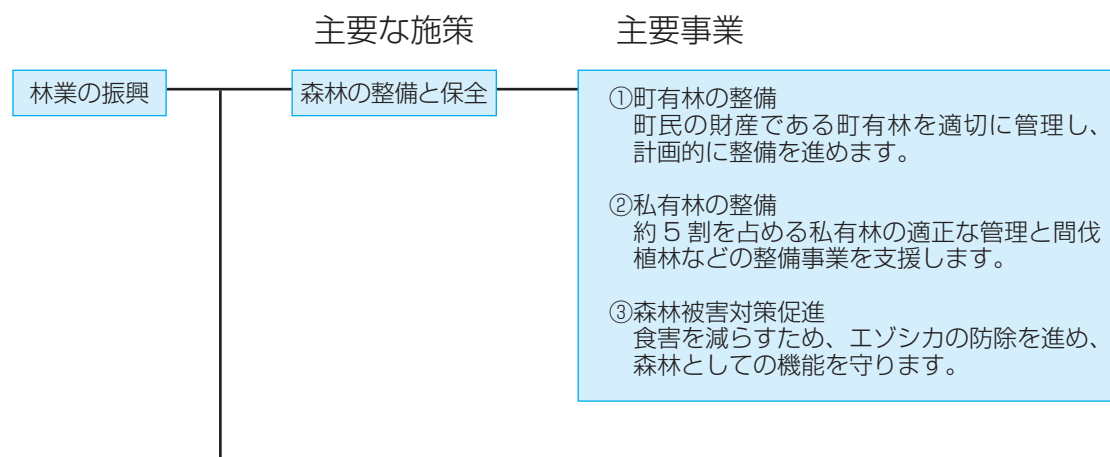 主要な施策
主要事業
林業の振興
森林の整備と保全
①町有林の整備
町民の財産である町有林を適切に管理し、
計画的に整備を進めます。
②私有林の整備
約5割を占める私有林の適正な管理と間伐
植林などの整備事業を支援します。
③森林被害対策促進
食害を減らすため、エゾシカの防除を進め、
森林としての機能を守ります。